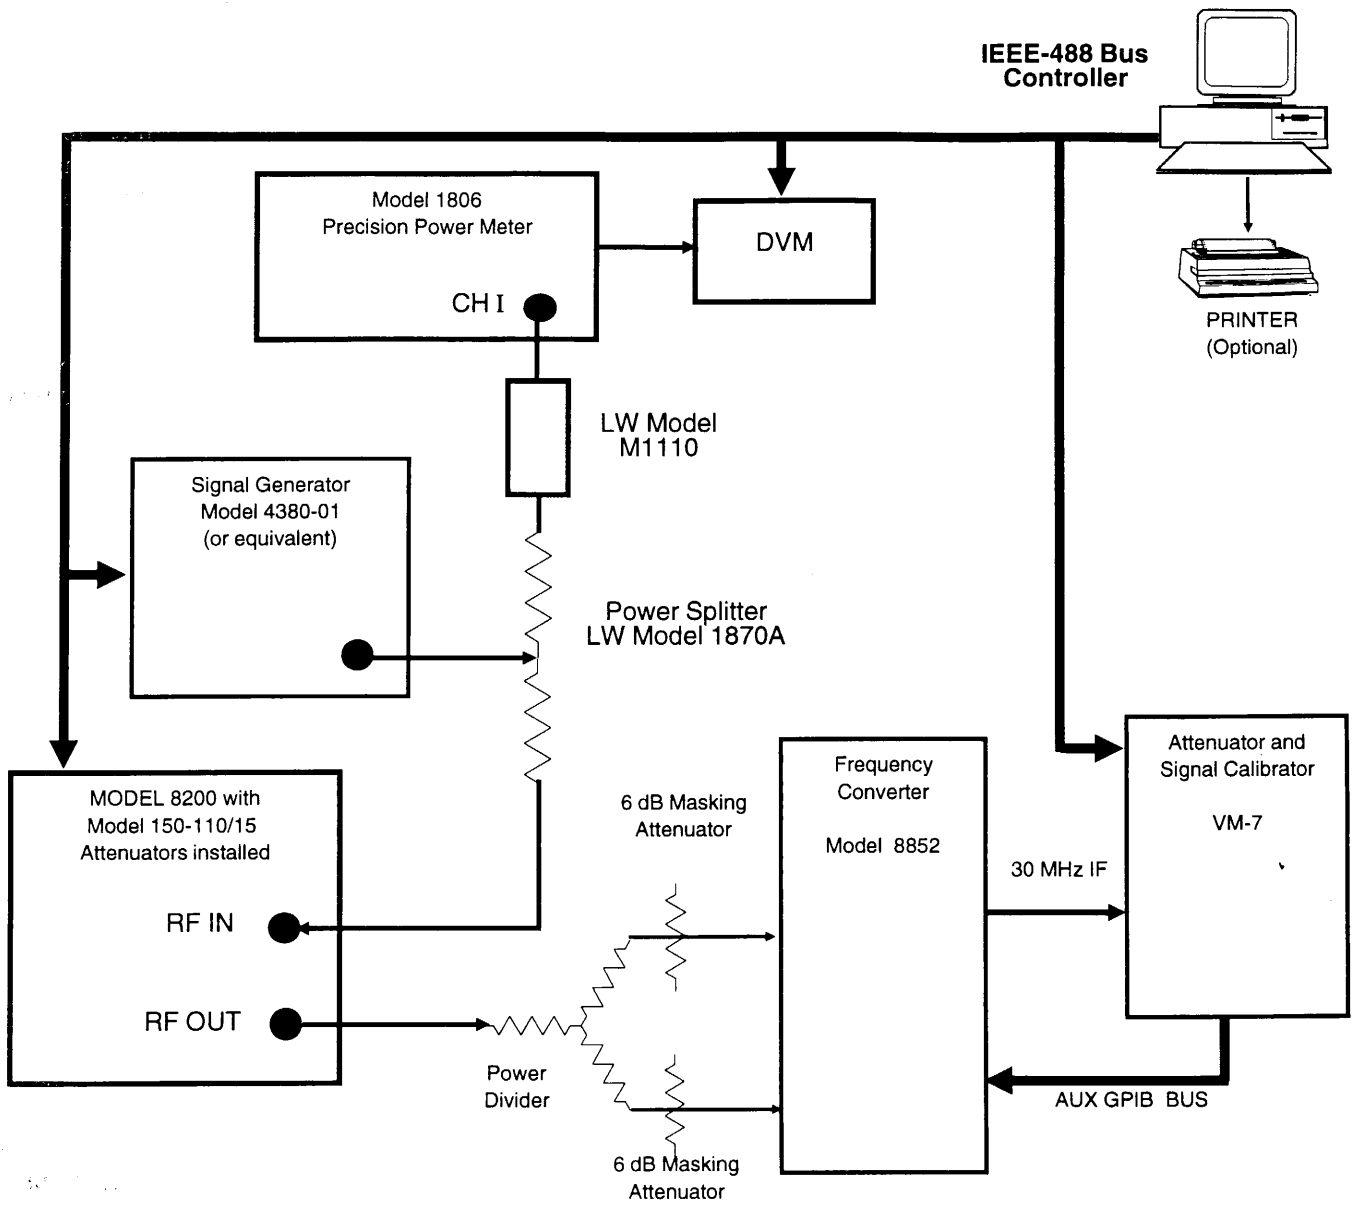 IEEE-488 Bus
Controller
Model 1806
Precision Power Meter
CH I
DVM
PRINTER
(Optional)
LW Model
M1110
Signal Generator
Model 4380-01
(or equivalent)
Power Splitter
LW Model 1870A
MODEL 8200 with
Model 150-110/15
Attenuators installed
RF IN
RF OUT
6 dB Masking
Attenuator
Power
Divider
6 dB Masking
Attenuator
Frequency
Converter
Model 8852
30 MHz IF
Attenuator and
Signal Calibrator
VM-7
AUX GPIB BUS